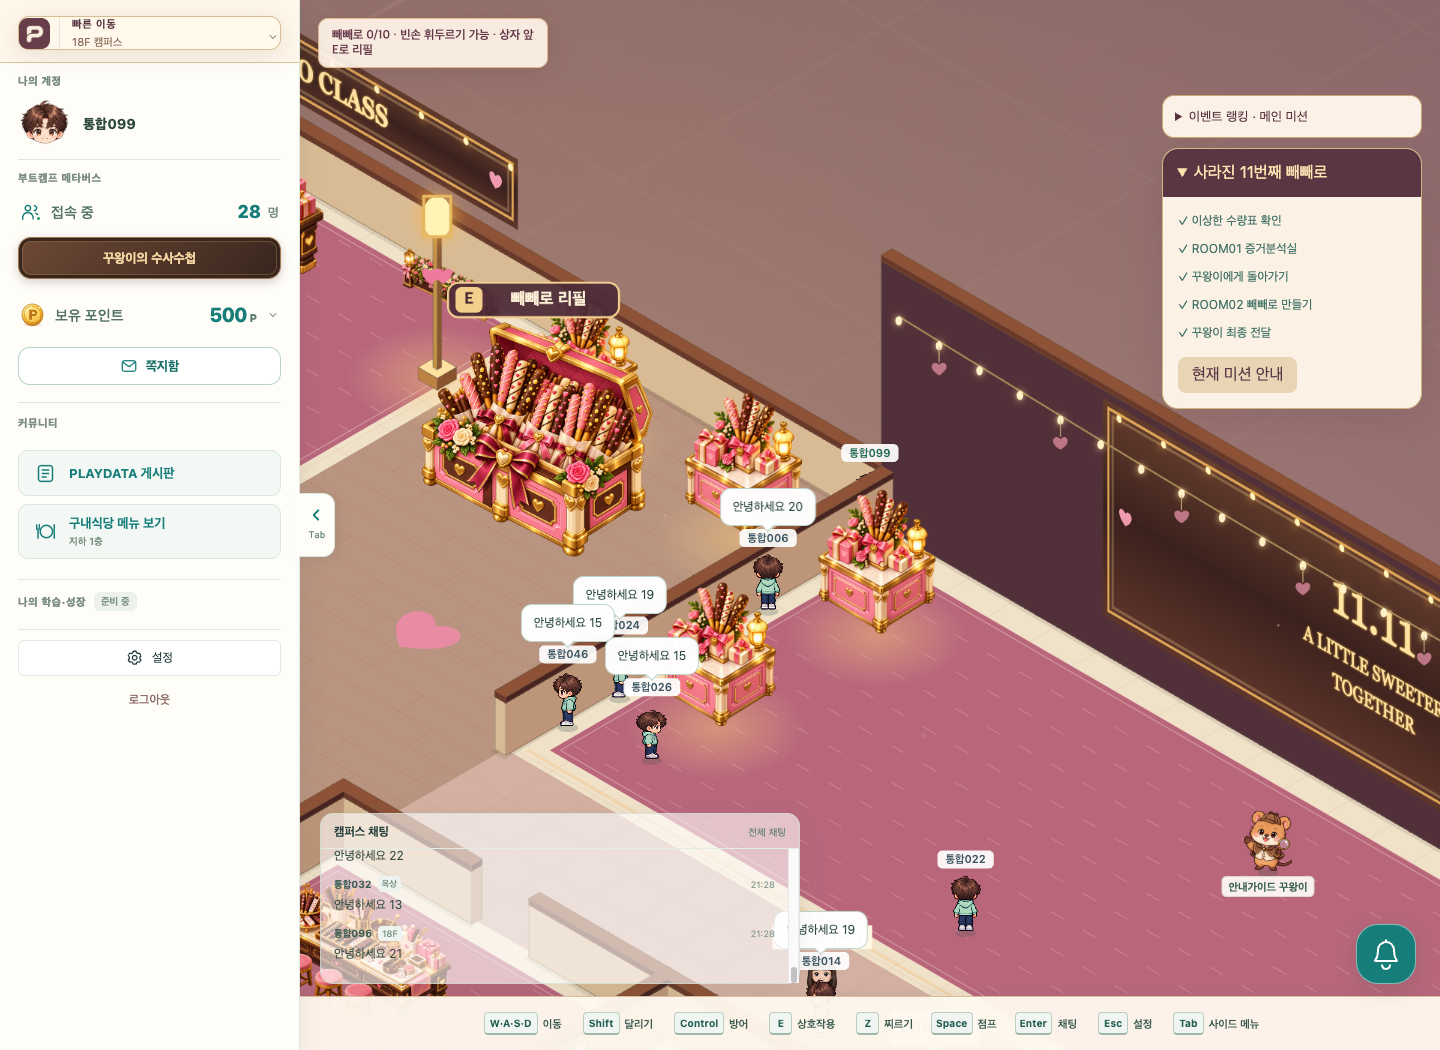 빠른 이동
18F 캠퍼스
나의 계정
통합099
부트캠프 메타버스
접속 중
28 명
꾸왕이의 수사수첩
보유 포인트
500 P
쪽지함
커뮤니티
PLAYDATA 게시판
구내식당 메뉴 보기
지하 1층
나의 학습·성장 준비 중
설정
로그아웃
Tab
빼빼로 0/10 · 빈손 휘두르기 가능 · 상자 앞
E로 리필
O CLASS
E 빼빼로 리필
▶ 이벤트 랭킹 · 메인 미션
▼ 사라진 11번째 빼빼로
✓ 이상한 수량표 확인
✓ ROOM01 증거분석실
✓ 꾸왕이에게 돌아가기
✓ ROOM02 빼빼로 만들기
✓ 꾸왕이 최종 전달
현재 미션 안내
통합099
안녕하세요 20
통합006
안녕하세요 19
024
안녕하세요 15
통합046
안녕하세요 15
통합026
11.11
A LITTLE SWEETER
TOGETHER
통합022
안내가이드 꾸왕이
녕하세요 19
통합014
캠퍼스 채팅
전체 채팅
안녕하세요 22
통합032 옥상 21:28
안녕하세요 13
통합096 18F 21:28
안녕하세요 21
W·A·S·D 이동 Shift 달리기 Control 방어 E 상호작용 Z 찌르기 Space 점프 Enter 채팅 Esc 설정 Tab 사이드 메뉴